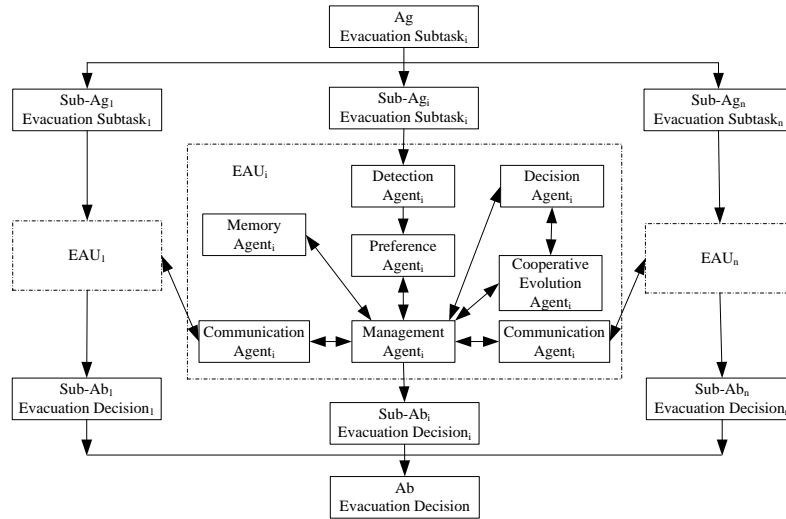 Ag
Evacuation Subtaskᵢ
Sub-Ag₁
Evacuation Subtask₁
Sub-Agᵢ
Evacuation Subtaskᵢ
Sub-Agₙ
Evacuation Subtaskₙ
EAUᵢ
Detection
Agentᵢ
Decision
Agentᵢ
Memory
Agentᵢ
Preference
Agentᵢ
EAU₁
EAUₙ
Cooperative
Evolution
Agentᵢ
Communication
Agentᵢ
Management
Agentᵢ
Communication
Agentᵢ
Sub-Ab₁
Evacuation Decision₁
Sub-Abᵢ
Evacuation Decisionᵢ
Sub-Abₙ
Evacuation Decision
Ab
Evacuation Decision